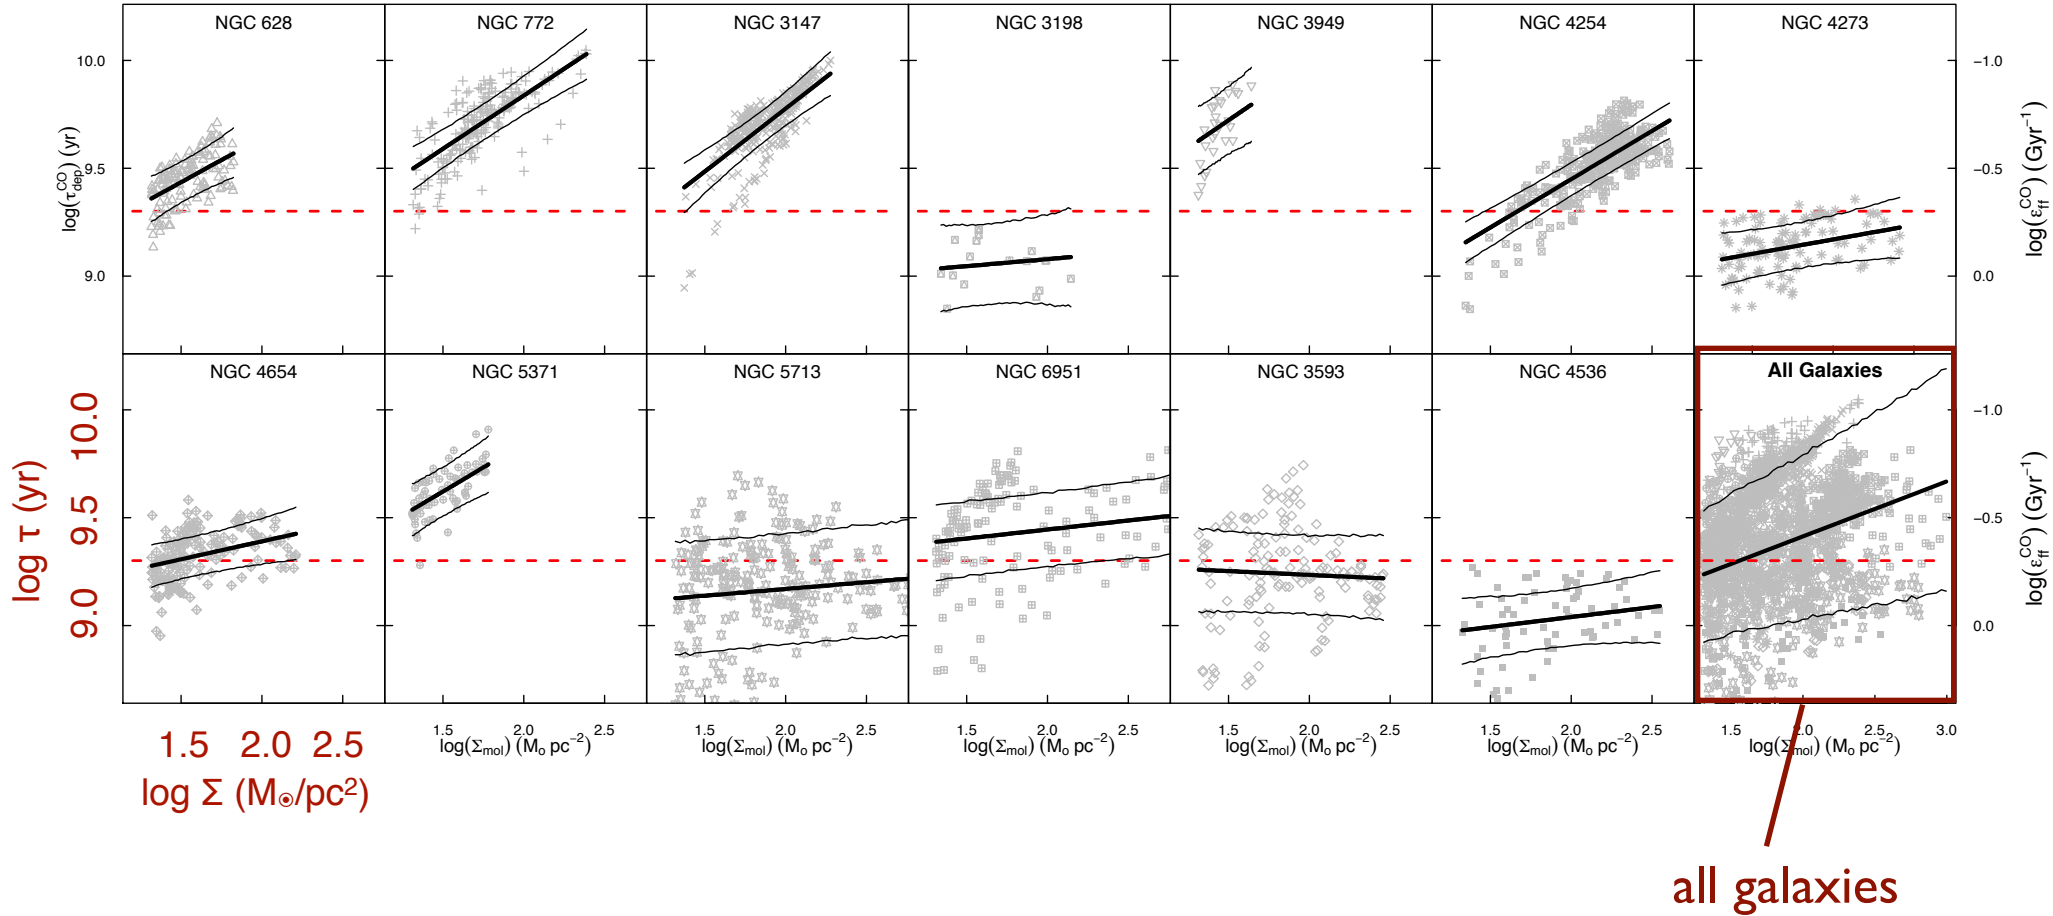 NGC 628 NGC 772 NGC 3147 NGC 3198 NGC 3949 NGC 4254 NGC 4273
10.0
9.5
9.0
log(τ_dep^CO) (yr)
−1.0
−0.5
0.0
log(ε_ff^CO) (Gyr⁻¹)
NGC 4654 NGC 5371 NGC 5713 NGC 6951 NGC 3593 NGC 4536 All Galaxies
10.0
9.5
9.0
log τ (yr)
−1.0
−0.5
0.0
log(ε_ff^CO) (Gyr⁻¹)
1.5 2.0 2.5
log Σ (M☉/pc²)
1.5 2.0 2.5
log(Σ_mol) (M_o pc⁻²)
1.5 2.0 2.5
log(Σ_mol) (M_o pc⁻²)
1.5 2.0 2.5
log(Σ_mol) (M_o pc⁻²)
1.5 2.0 2.5
log(Σ_mol) (M_o pc⁻²)
1.5 2.0 2.5
log(Σ_mol) (M_o pc⁻²)
1.5 2.0 2.5 3.0
log(Σ_mol) (M_o pc⁻²)
all galaxies